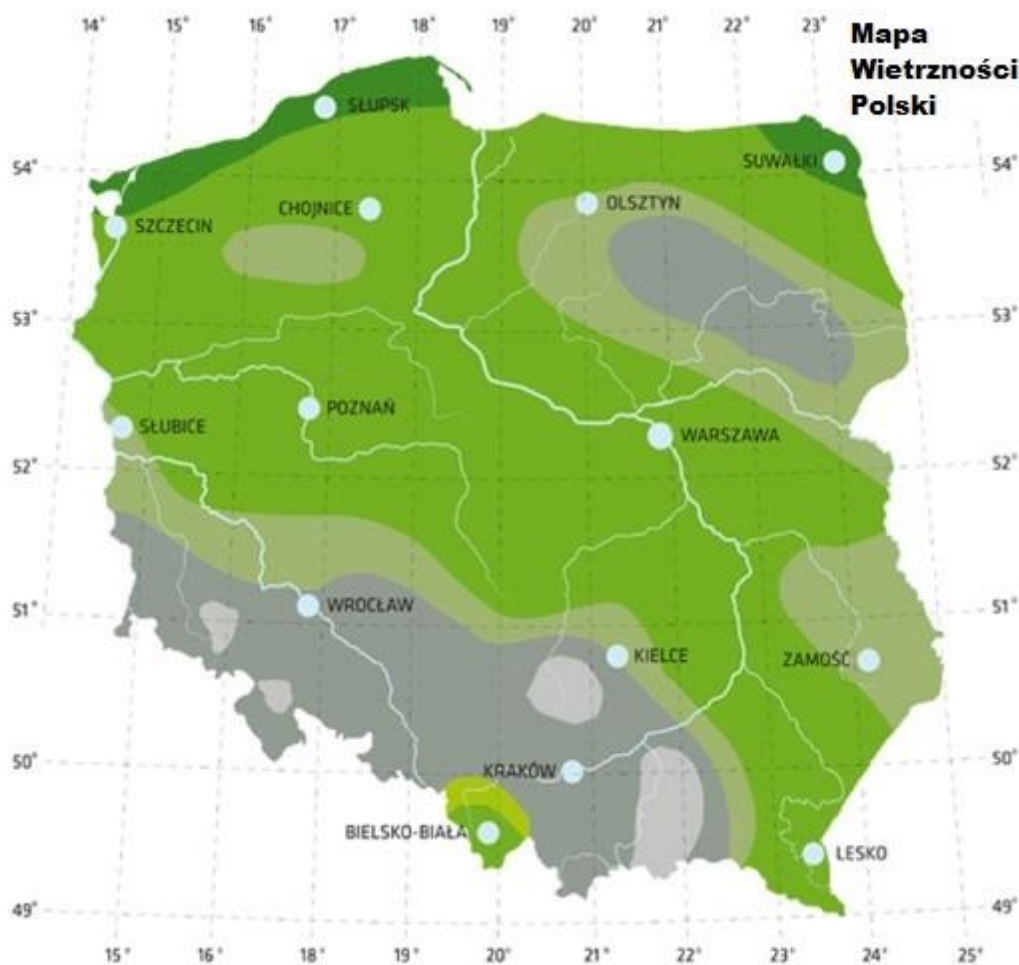 14° 15° 16° 17° 18° 19° 20° 21° 22° 23°
Mapa
Wietrzności
Polski
SŁUPSK
54° SUWAŁKI 54°
CHOJNICE OLSZTYN
SZCZECIN
53° 53°
POZNAŃ
SŁUBICE WARSZAWA
52° 52°
51° WROCŁAW 51°
KIELCE ZAMOŚĆ
50° KRAKÓW 50°
BIELSKO-BIAŁA
LESKO
49° 49°
15° 16° 18° 19° 20° 21° 22° 23° 24° 25°